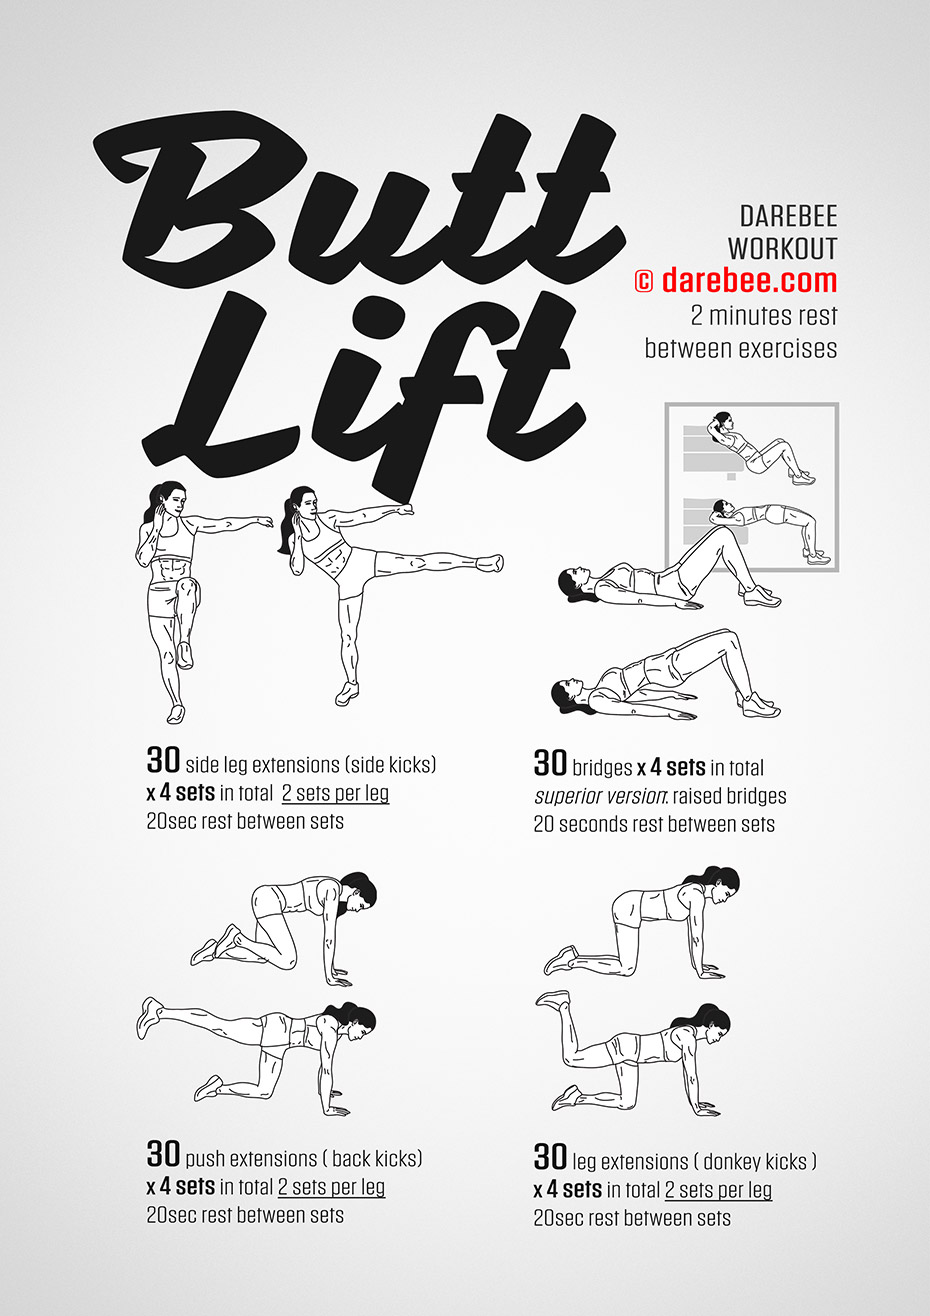 Butt
Lift
DAREBEE
WORKOUT
© darebee.com
2 minutes rest
between exercises
30 side leg extensions (side kicks)
x 4 sets in total 2 sets per leg
20sec rest between sets
30 bridges x 4 sets in total
superior version: raised bridges
20 seconds rest between sets
30 push extensions ( back kicks)
x 4 sets in total 2 sets per leg
20sec rest between sets
30 leg extensions ( donkey kicks )
x 4 sets in total 2 sets per leg
20sec rest between sets